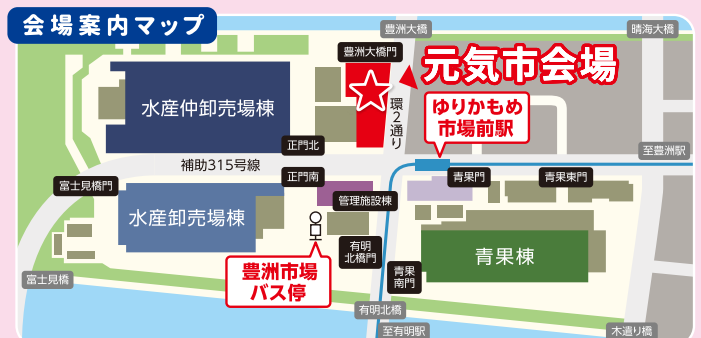 会場案内マップ
豊洲大橋
晴海大橋
豊洲大橋門
元気市会場
水産仲卸売場棟
環2通り
ゆりかもめ
市場前駅
正門北
至豊洲駅
補助315号線
富士見橋門
正門南
青果門
青果東門
管理施設棟
水産卸売場棟
有明
北橋門
青果棟
豊洲市場
バス停
青果
南門
富士見橋
有明北橋
至有明駅
木遣り橋